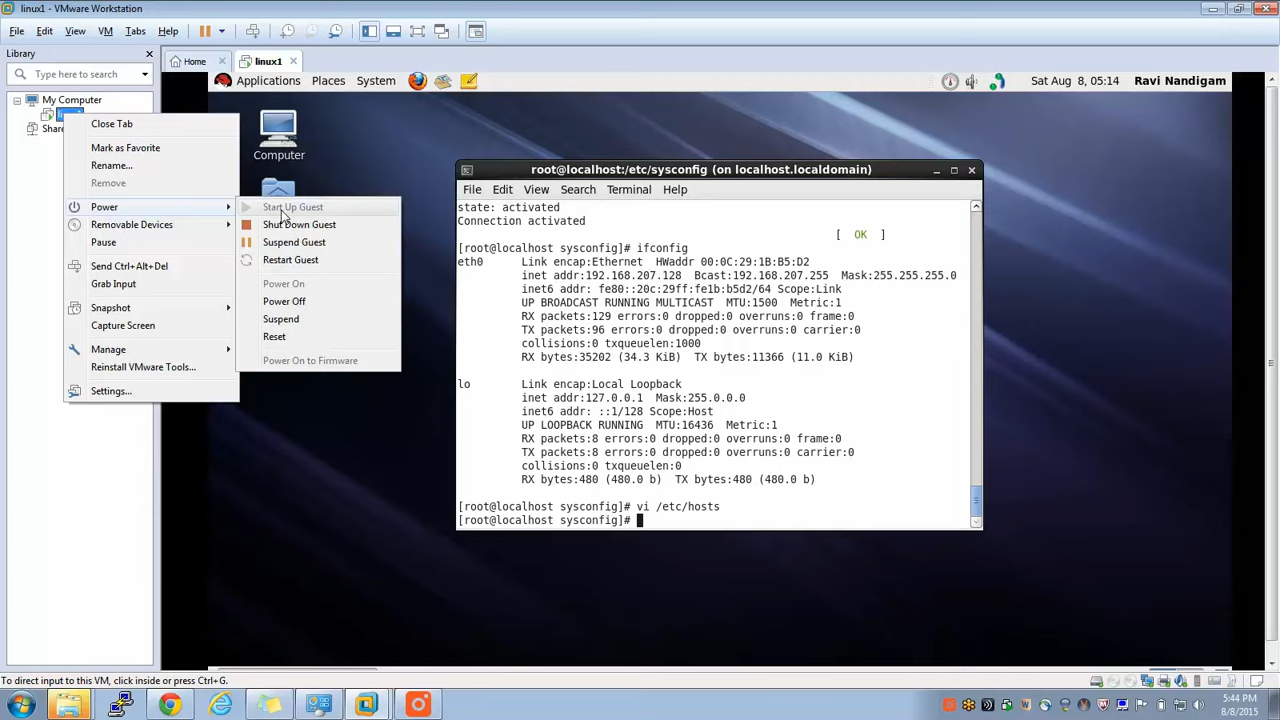 linux1 - VMware Workstation
File Edit View VM Tabs Help
Library
Home
linux1
Type here to search
My Computer
Applications Places System
Sat Aug 8, 05:14 Ravi Nandigam
Computer
Close Tab
Mark as Favorite
Rename...
Remove
Power
Removable Devices
Pause
Send Ctrl+Alt+Del
Grab Input
Snapshot
Capture Screen
Manage
Reinstall VMware Tools...
Settings...
Start Up Guest
Shut Down Guest
Suspend Guest
Restart Guest
Power On
Power Off
Suspend
Reset
Power On to Firmware
root@localhost:/etc/sysconfig (on localhost.localdomain)
File Edit View Search Terminal Help
state: activated
Connection activated
[ OK ]
[root@localhost sysconfig]# ifconfig
eth0 Link encap:Ethernet HWaddr 00:0C:29:1B:B5:D2
inet addr:192.168.207.128 Bcast:192.168.207.255 Mask:255.255.255.0
inet6 addr: fe80::20c:29ff:fe1b:b5d2/64 Scope:Link
UP BROADCAST RUNNING MULTICAST MTU:1500 Metric:1
RX packets:129 errors:0 dropped:0 overruns:0 frame:0
TX packets:96 errors:0 dropped:0 overruns:0 carrier:0
collisions:0 txqueuelen:1000
RX bytes:35202 (34.3 KiB) TX bytes:11366 (11.0 KiB)
lo Link encap:Local Loopback
inet addr:127.0.0.1 Mask:255.0.0.0
inet6 addr: ::1/128 Scope:Host
UP LOOPBACK RUNNING MTU:16436 Metric:1
RX packets:8 errors:0 dropped:0 overruns:0 frame:0
TX packets:8 errors:0 dropped:0 overruns:0 carrier:0
collisions:0 txqueuelen:0
RX bytes:480 (480.0 b) TX bytes:480 (480.0 b)
[root@localhost sysconfig]# vi /etc/hosts
[root@localhost sysconfig]#
To direct input to this VM, click inside or press Ctrl+G.
5:44 PM
8/8/2015